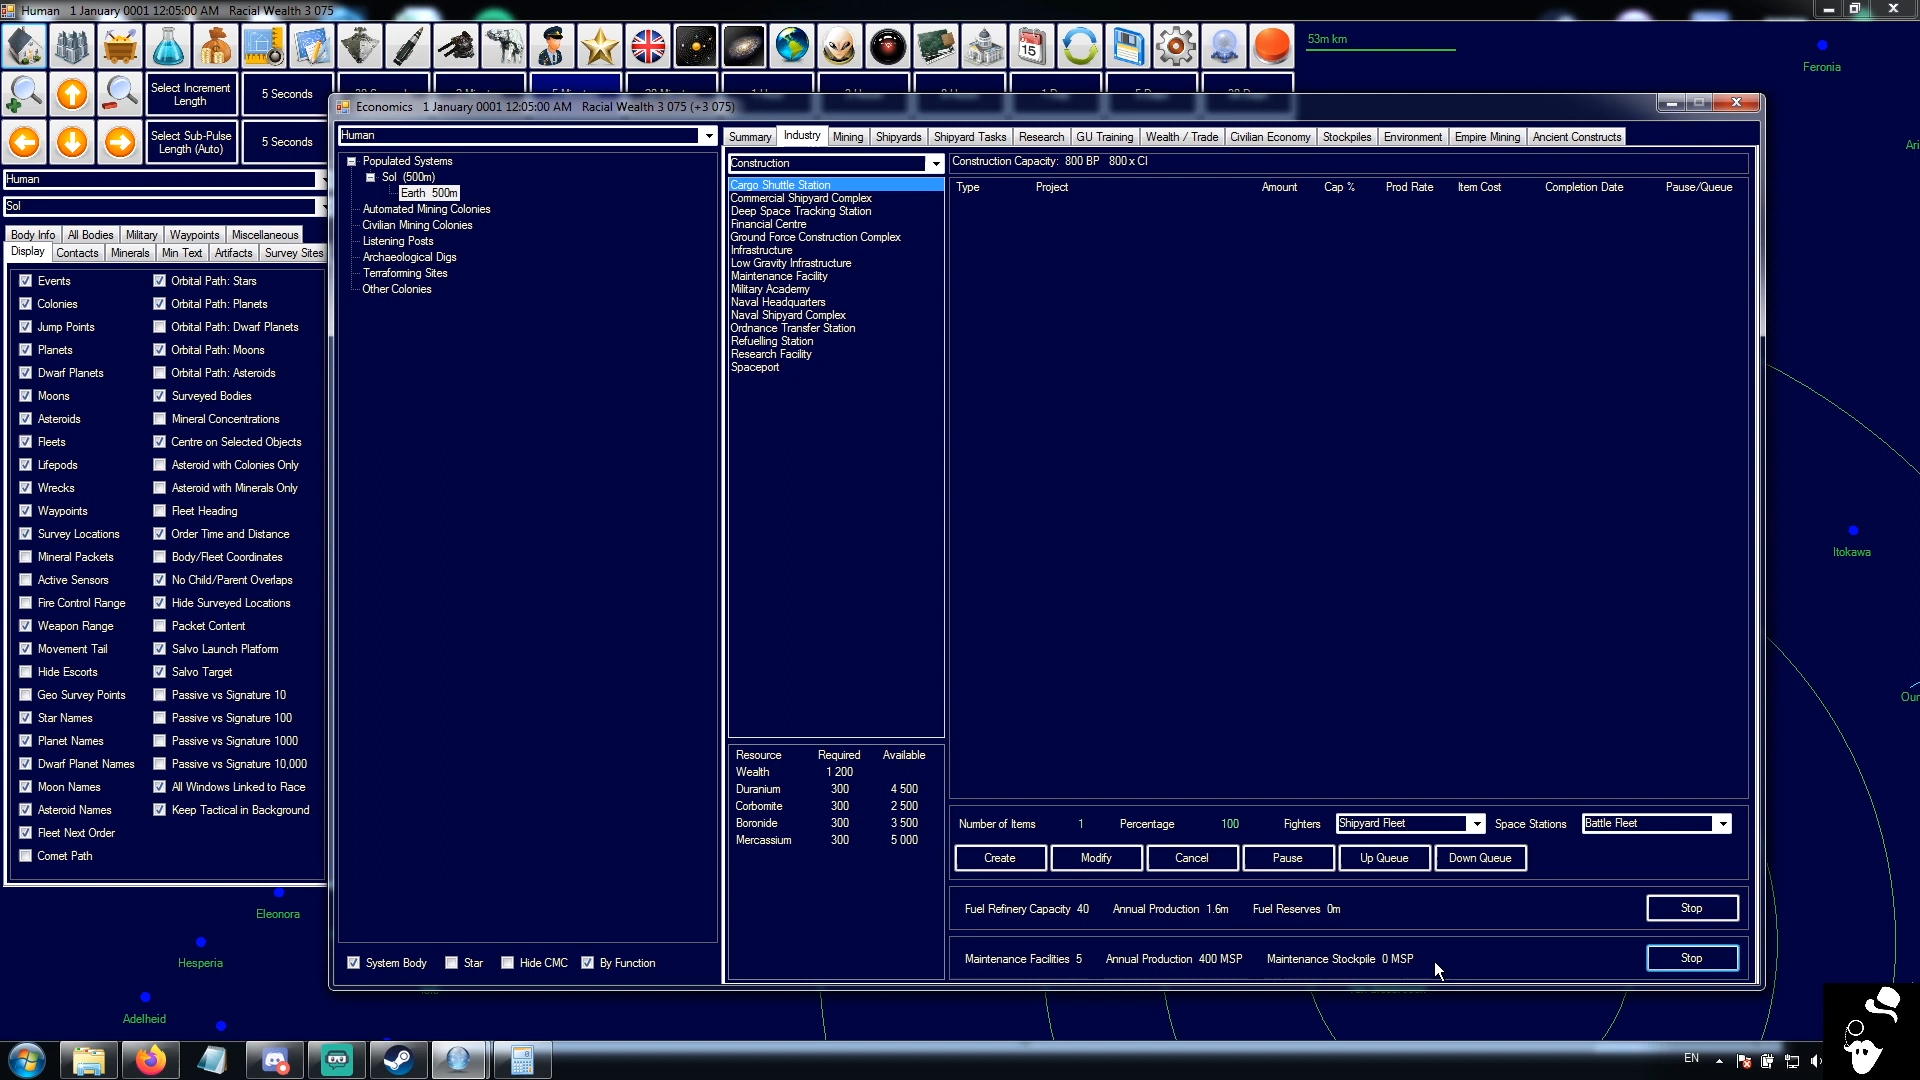 Human 1 January 0001 12:05:00 AM Racial Wealth 3 075
15
53m km
Feronia
Select Increment Length
5 Seconds
Select Sub-Pulse Length (Auto)
5 Seconds
Human
Sol
Body Info All Bodies Military Waypoints Miscellaneous
Display Contacts Minerals Min Text Artifacts Survey Sites
Events Orbital Path: Stars
Colonies Orbital Path: Planets
Jump Points Orbital Path: Dwarf Planets
Planets Orbital Path: Moons
Dwarf Planets Orbital Path: Asteroids
Moons Surveyed Bodies
Asteroids Mineral Concentrations
Fleets Centre on Selected Objects
Lifepods Asteroid with Colonies Only
Wrecks Asteroid with Minerals Only
Waypoints Fleet Heading
Survey Locations Order Time and Distance
Mineral Packets Body/Fleet Coordinates
Active Sensors No Child/Parent Overlaps
Fire Control Range Hide Surveyed Locations
Weapon Range Packet Content
Movement Tail Salvo Launch Platform
Hide Escorts Salvo Target
Geo Survey Points Passive vs Signature 10
Star Names Passive vs Signature 100
Planet Names Passive vs Signature 1000
Dwarf Planet Names Passive vs Signature 10,000
Moon Names All Windows Linked to Race
Asteroid Names Keep Tactical in Background
Fleet Next Order
Comet Path
Eleonora
Hesperia
Adelheid
Itokawa
Economics 1 January 0001 12:05:00 AM Racial Wealth 3 075 (+3 075)
Human
Populated Systems
Sol (500m)
Earth 500m
Automated Mining Colonies
Civilian Mining Colonies
Listening Posts
Archaeological Digs
Terraforming Sites
Other Colonies
System Body Star Hide CMC By Function
Summary Industry Mining Shipyards Shipyard Tasks Research GU Training Wealth / Trade Civilian Economy Stockpiles Environment Empire Mining Ancient Constructs
Construction
Construction Capacity: 800 BP 800 x CI
Cargo Shuttle Station
Commercial Shipyard Complex
Deep Space Tracking Station
Financial Centre
Ground Force Construction Complex
Infrastructure
Low Gravity Infrastructure
Maintenance Facility
Military Academy
Naval Headquarters
Naval Shipyard Complex
Ordnance Transfer Station
Refuelling Station
Research Facility
Spaceport
Type Project Amount Cap % Prod Rate Item Cost Completion Date Pause/Queue
Resource Required Available
Wealth 1 200
Duranium 300 4 500
Corbomite 300 2 500
Boronide 300 3 500
Mercassium 300 5 000
Number of Items 1 Percentage 100 Fighters Shipyard Fleet Space Stations Battle Fleet
Create Modify Cancel Pause Up Queue Down Queue
Fuel Refinery Capacity 40 Annual Production 1.6m Fuel Reserves 0m Stop
Maintenance Facilities 5 Annual Production 400 MSP Maintenance Stockpile 0 MSP Stop
EN